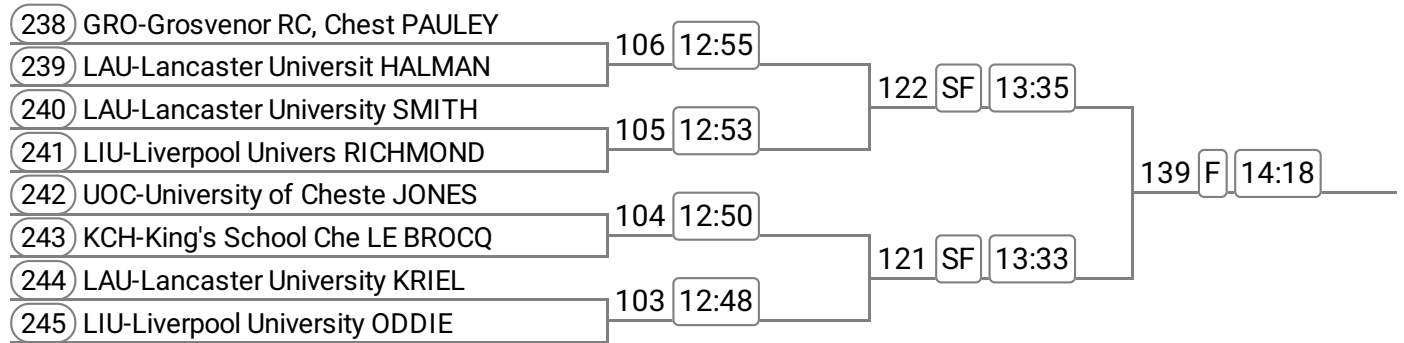 238 GRO-Grosvenor RC, Chest PAULEY
239 LAU-Lancaster Universit HALMAN
106 12:55
240 LAU-Lancaster University SMITH
241 LIU-Liverpool Univers RICHMOND
105 12:53
122 SF 13:35
242 UOC-University of Cheste JONES
243 KCH-King's School Che LE BROCQ
104 12:50
244 LAU-Lancaster University KRIEL
245 LIU-Liverpool University ODDIE
103 12:48
121 SF 13:33
139 F 14:18